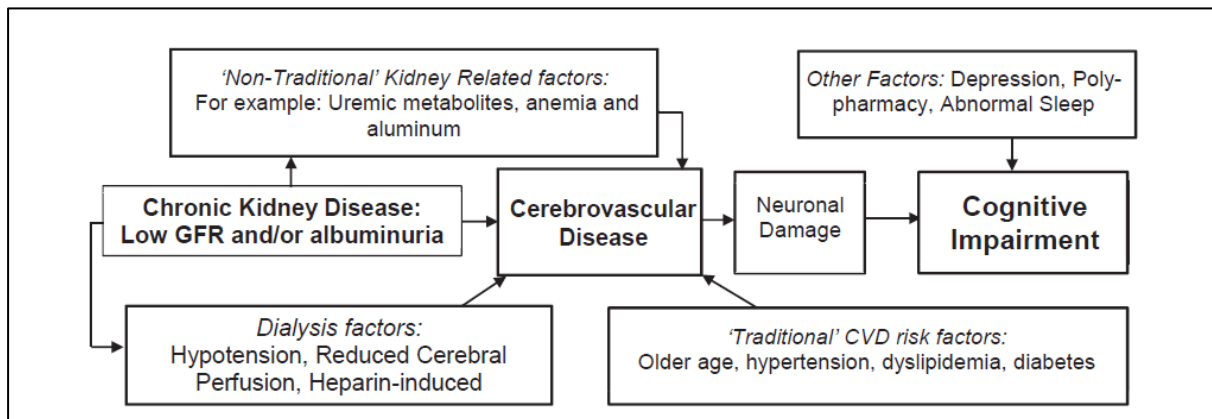 ‘Non-Traditional’ Kidney Related factors:
For example: Uremic metabolites, anemia and
aluminum
Other Factors: Depression, Poly-
pharmacy, Abnormal Sleep
Chronic Kidney Disease:
Low GFR and/or albuminuria
Cerebrovascular
Disease
Neuronal
Damage
Cognitive
Impairment
Dialysis factors:
Hypotension, Reduced Cerebral
Perfusion, Heparin-induced
‘Traditional’ CVD risk factors:
Older age, hypertension, dyslipidemia, diabetes